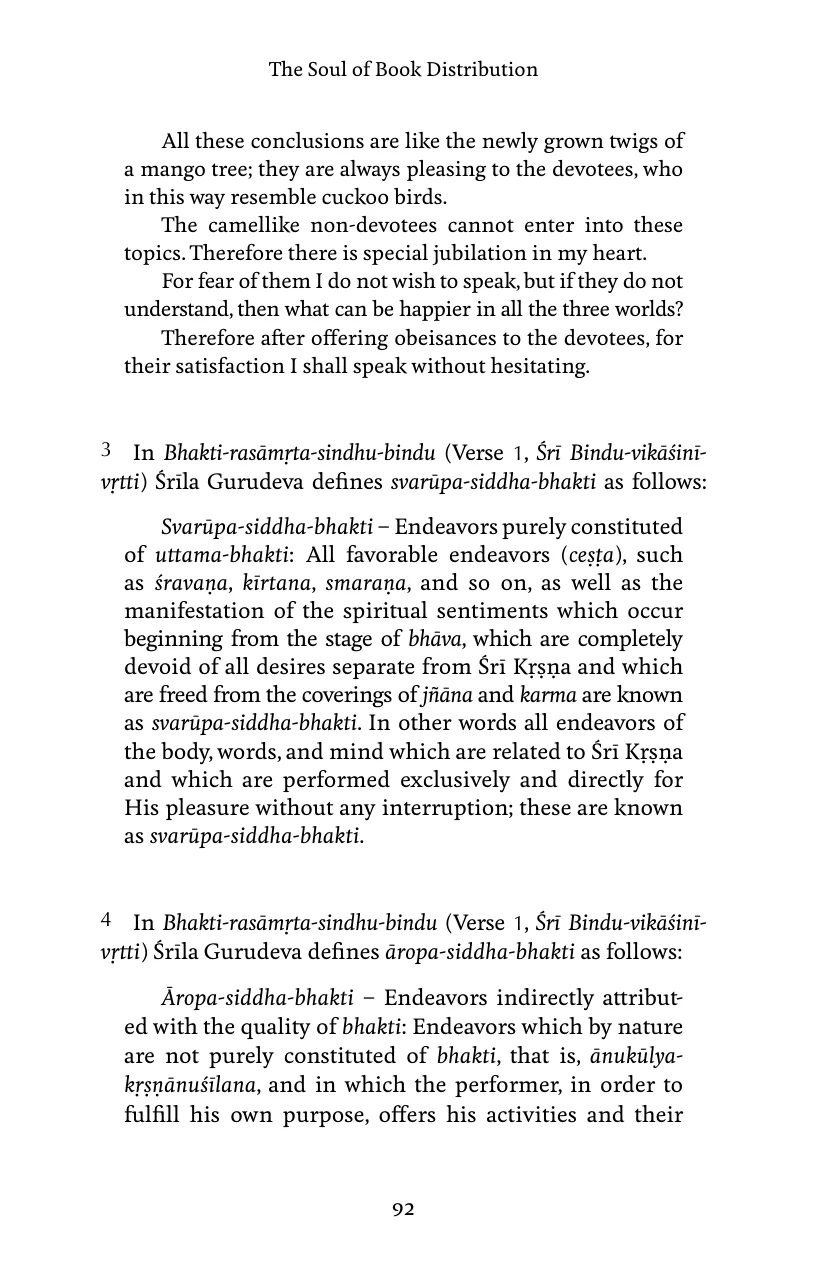 The Soul of Book Distribution
All these conclusions are like the newly grown twigs of
a mango tree; they are always pleasing to the devotees, who
in this way resemble cuckoo birds.
The camellike non-devotees cannot enter into these
topics. Therefore there is special jubilation in my heart.
For fear of them I do not wish to speak, but if they do not
understand, then what can be happier in all the three worlds?
Therefore after offering obeisances to the devotees, for
their satisfaction I shall speak without hesitating.
3 In Bhakti-rasāmṛta-sindhu-bindu (Verse 1, Śrī Bindu-vikāśinī-
vṛtti) Śrīla Gurudeva defines svarūpa-siddha-bhakti as follows:
Svarūpa-siddha-bhakti – Endeavors purely constituted
of uttama-bhakti: All favorable endeavors (ceṣṭa), such
as śravaṇa, kīrtana, smaraṇa, and so on, as well as the
manifestation of the spiritual sentiments which occur
beginning from the stage of bhāva, which are completely
devoid of all desires separate from Śrī Kṛṣṇa and which
are freed from the coverings of jñāna and karma are known
as svarūpa-siddha-bhakti. In other words all endeavors of
the body, words, and mind which are related to Śrī Kṛṣṇa
and which are performed exclusively and directly for
His pleasure without any interruption; these are known
as svarūpa-siddha-bhakti.
4 In Bhakti-rasāmṛta-sindhu-bindu (Verse 1, Śrī Bindu-vikāśinī-
vṛtti) Śrīla Gurudeva defines āropa-siddha-bhakti as follows:
Āropa-siddha-bhakti – Endeavors indirectly attribut-
ed with the quality of bhakti: Endeavors which by nature
are not purely constituted of bhakti, that is, ānukūlya-
kṛṣṇānuśīlana, and in which the performer, in order to
fulfill his own purpose, offers his activities and their
92